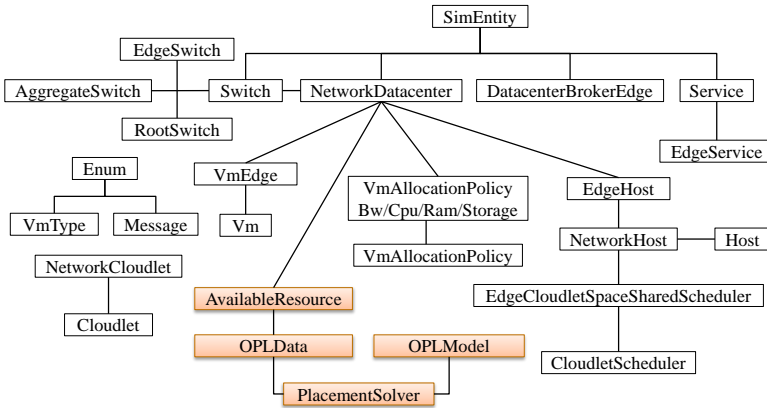 SimEntity
EdgeSwitch
AggregateSwitch
Switch
NetworkDatacenter
DatacenterBrokerEdge
Service
RootSwitch
EdgeService
Enum
VmEdge
VmAllocationPolicy
Bw/Cpu/Ram/Storage
EdgeHost
VmType
Message
Vm
VmAllocationPolicy
NetworkHost
Host
NetworkCloudlet
AvailableResource
EdgeCloudletSpaceSharedScheduler
Cloudlet
OPLData
OPLModel
CloudletScheduler
PlacementSolver